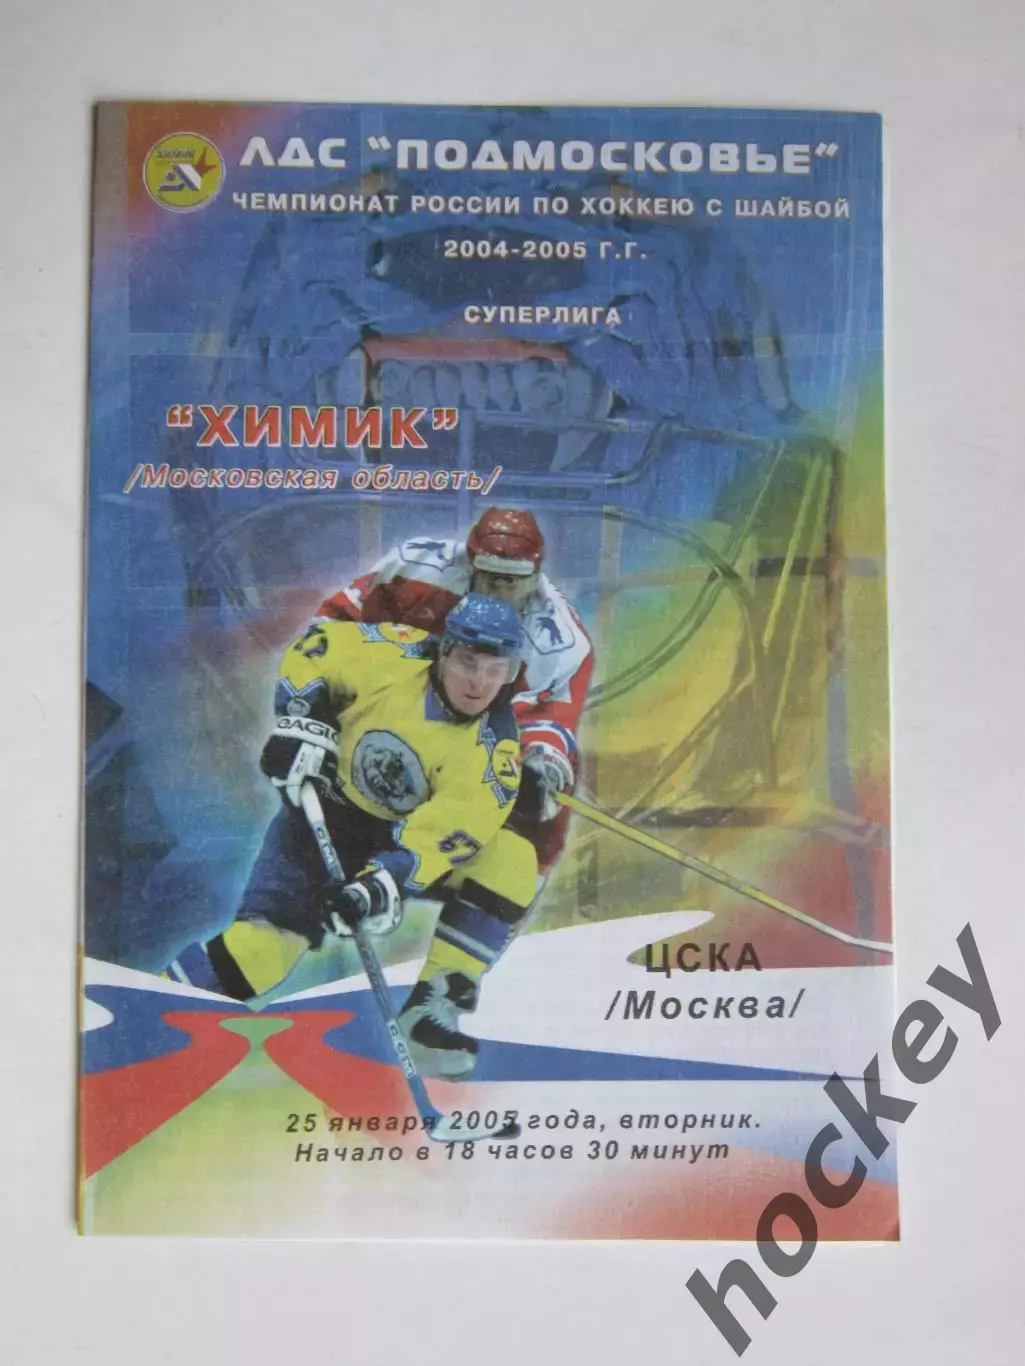 ХИМИК
ЛДС "ПОДМОСКОВЬЕ"
ЧЕМПИОНАТ РОССИИ ПО ХОККЕЮ С ШАЙБОЙ
2004-2005 Г.Г.
СУПЕРЛИГА
"ХИМИК"
/Московская область/
ЦСКА
/Москва/
25 января 2005 года, вторник.
Начало в 18 часов 30 минут
hockey